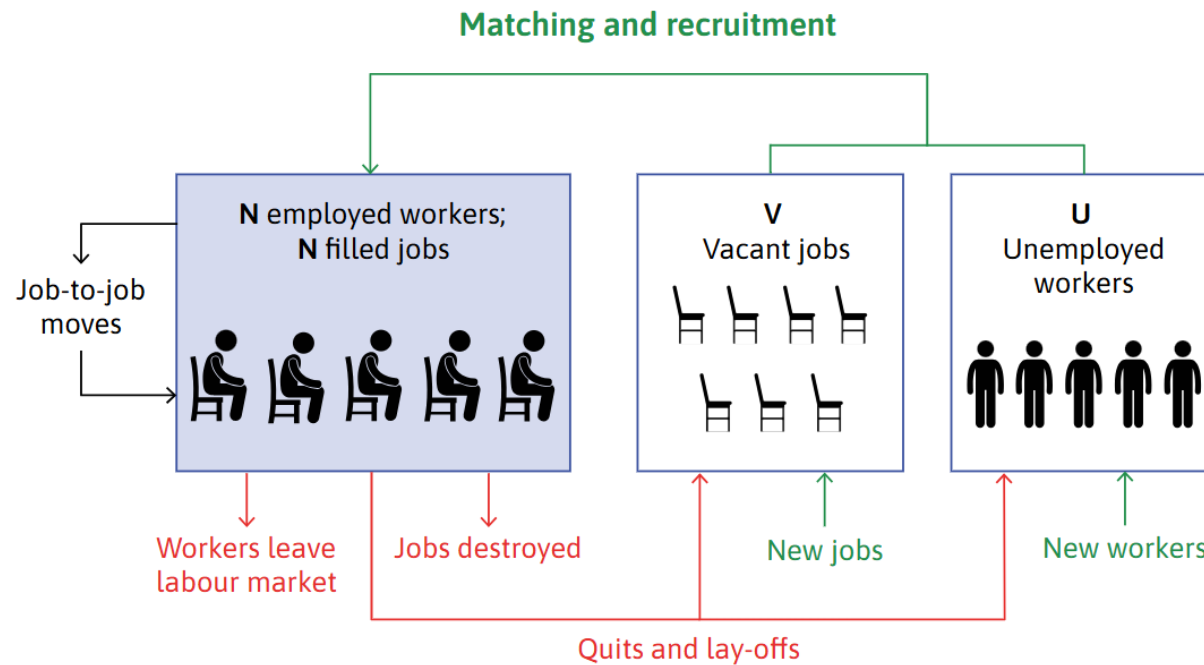 Matching and recruitment
N employed workers;
N filled jobs
V
Vacant jobs
U
Unemployed
workers
Job-to-job
moves
Workers leave
labour market
Jobs destroyed
New jobs
New workers
Quits and lay-offs